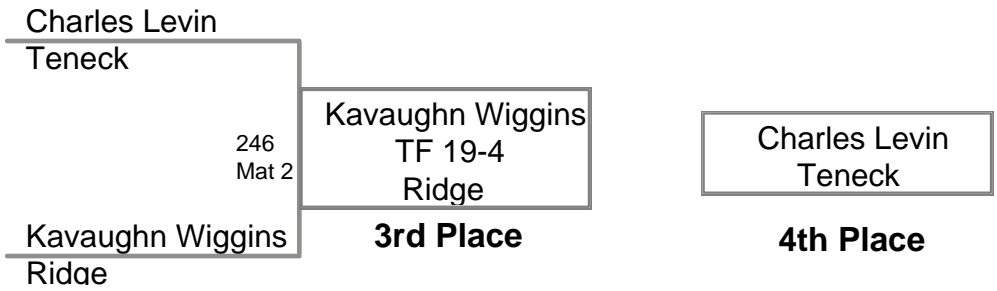 Charles Levin
Teneck
246
Mat 2
Kavaughn Wiggins
Ridge
Kavaughn Wiggins
TF 19-4
Ridge
3rd Place
Charles Levin
Teneck
4th Place